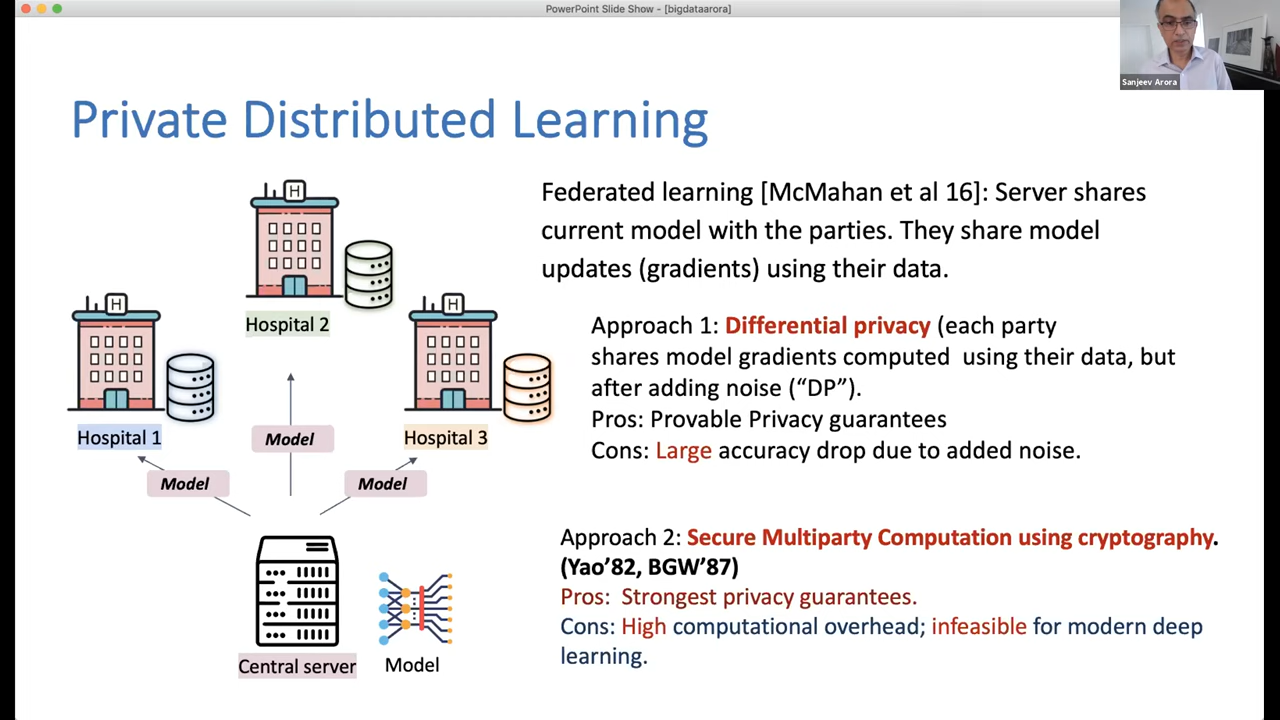 PowerPoint Slide Show - [bigdataarora]
Sanjeev Arora
Private Distributed Learning
H
Hospital 2
H
Hospital 1
H
Hospital 3
Model
Model
Model
Central server
Model
Federated learning [McMahan et al 16]: Server shares
current model with the parties. They share model
updates (gradients) using their data.
Approach 1: Differential privacy (each party
shares model gradients computed  using their data, but
after adding noise (“DP”).
Pros: Provable Privacy guarantees
Cons: Large accuracy drop due to added noise.
Approach 2: Secure Multiparty Computation using cryptography.
(Yao’82, BGW’87)
Pros:  Strongest privacy guarantees.
Cons: High computational overhead; infeasible for modern deep
learning.